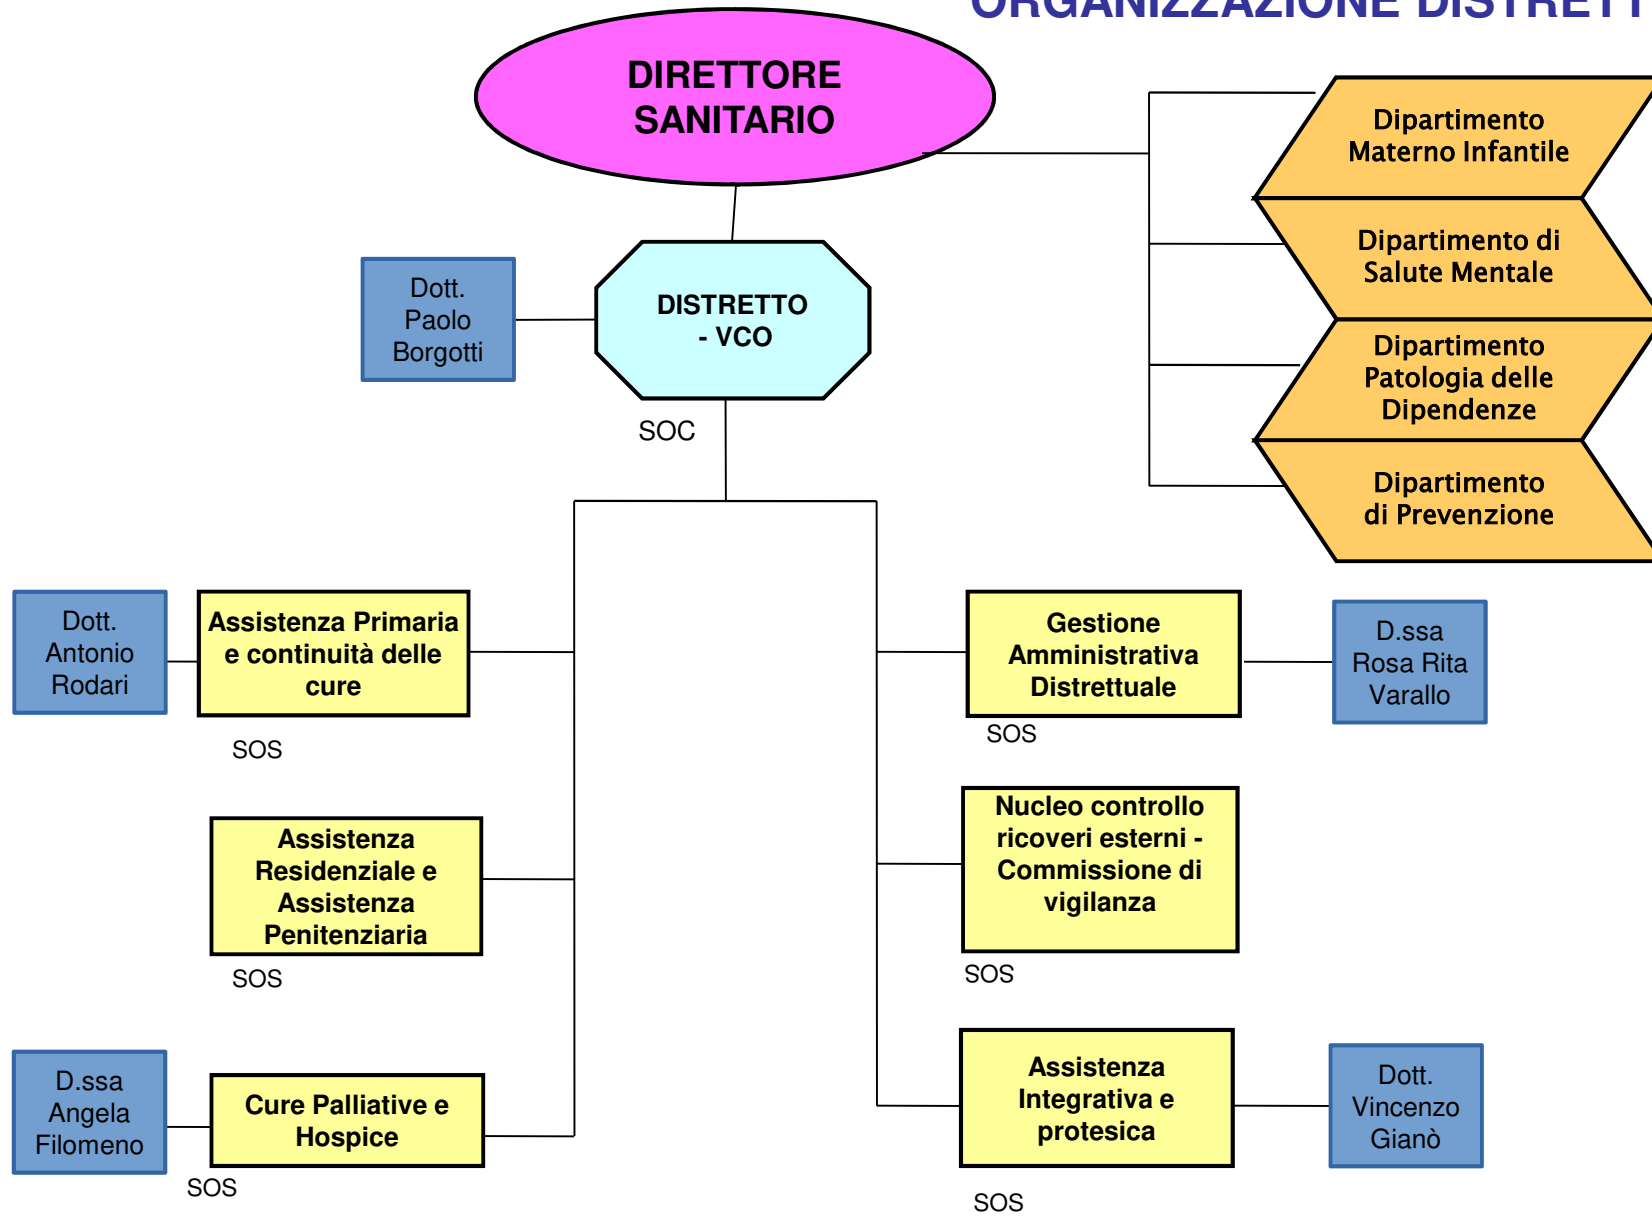 ORGANIZZAZIONE
DIRETTORE
SANITARIO
Dipartimento
Materno Infantile
Dipartimento di
Salute Mentale
Dipartimento
Patologia delle
Dipendenze
Dipartimento
di Prevenzione
Dott.
Paolo
Borgotti
DISTRETTO
- VCO
SOC
Dott.
Antonio
Rodari
Assistenza Primaria
e continuità delle
cure
SOS
Gestione
Amministrativa
Distrettuale
SOS
D.ssa
Rosa Rita
Varallo
Assistenza
Residenziale e
Assistenza
Penitenziaria
SOS
Nucleo controllo
ricoveri esterni -
Commissione di
vigilanza
SOS
D.ssa
Angela
Filomeno
Cure Palliative e
Hospice
SOS
Assistenza
Integrativa e
protesica
SOS
Dott.
Vincenzo
Gianò